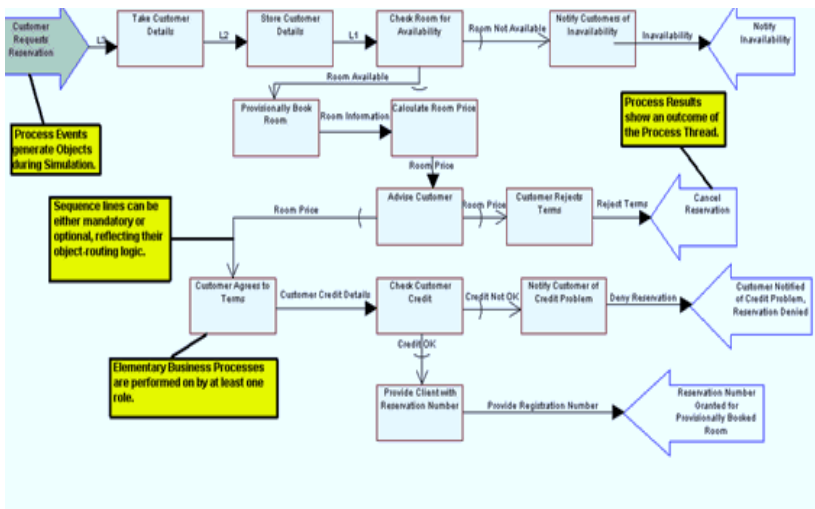 Customer
Requests
Reservation
L3
Take Customer
Details
L2
Store Customer
Details
L1
Check Room for
Availability
Room Not Available
Notify Customers of
Inavailability
Inavailability
Notify
Inavailability
Room Available
Process Events
generate Objects
during Simulation.
Provisionally Book
Room
Room Information
Calculate Room Price
Process Results
show an outcome of
the Process Thread.
Room Price
Sequence lines can be
either mandatory or
optional, reflecting their
object-routing logic.
Room Price
Advise Customer
Room Price
Customer Rejects
Terms
Reject Terms
Cancel
Reservation
Customer Agrees to
Terms
Customer Credit Details
Check Customer
Credit
Credit Not OK
Notify Customer of
Credit Problem
Deny Reservation
Customer Notified
of Credit Problem,
Reservation Denied
Credit OK
Elementary Business Processes
are performed on by at least one
role.
Provide Client with
Reservation Number
Provide Registration Number
Reservation Number
Granted for
Provisionally Booked
Room